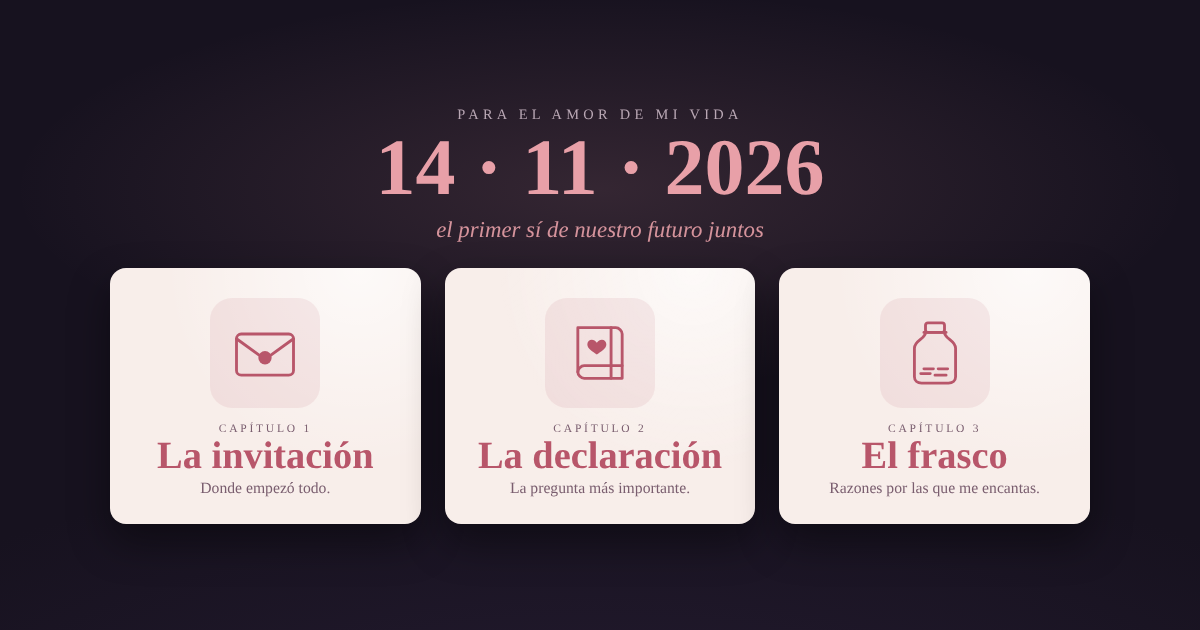 PARA EL AMOR DE MI VIDA
14 · 11 · 2026
el primer sí de nuestro futuro juntos
CAPÍTULO 1
La invitación
Donde empezó todo.
CAPÍTULO 2
La declaración
La pregunta más importante.
CAPÍTULO 3
El frasco
Razones por las que me encantas.